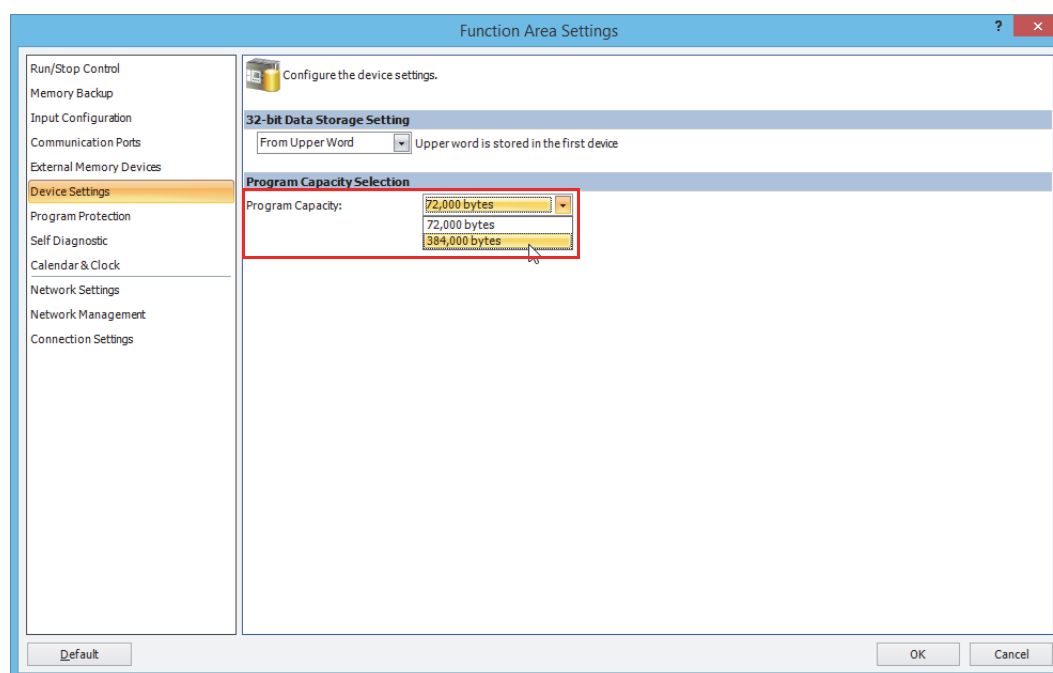 Function Area Settings
?
Run/Stop Control
Memory Backup
Input Configuration
Communication Ports
External Memory Devices
Device Settings
Program Protection
Self Diagnostic
Calendar & Clock
Network Settings
Network Management
Connection Settings
Configure the device settings.
32-bit Data Storage Setting
From Upper Word Upper word is stored in the first device
Program Capacity Selection
Program Capacity: 72,000 bytes
72,000 bytes
384,000 bytes
Default OK Cancel